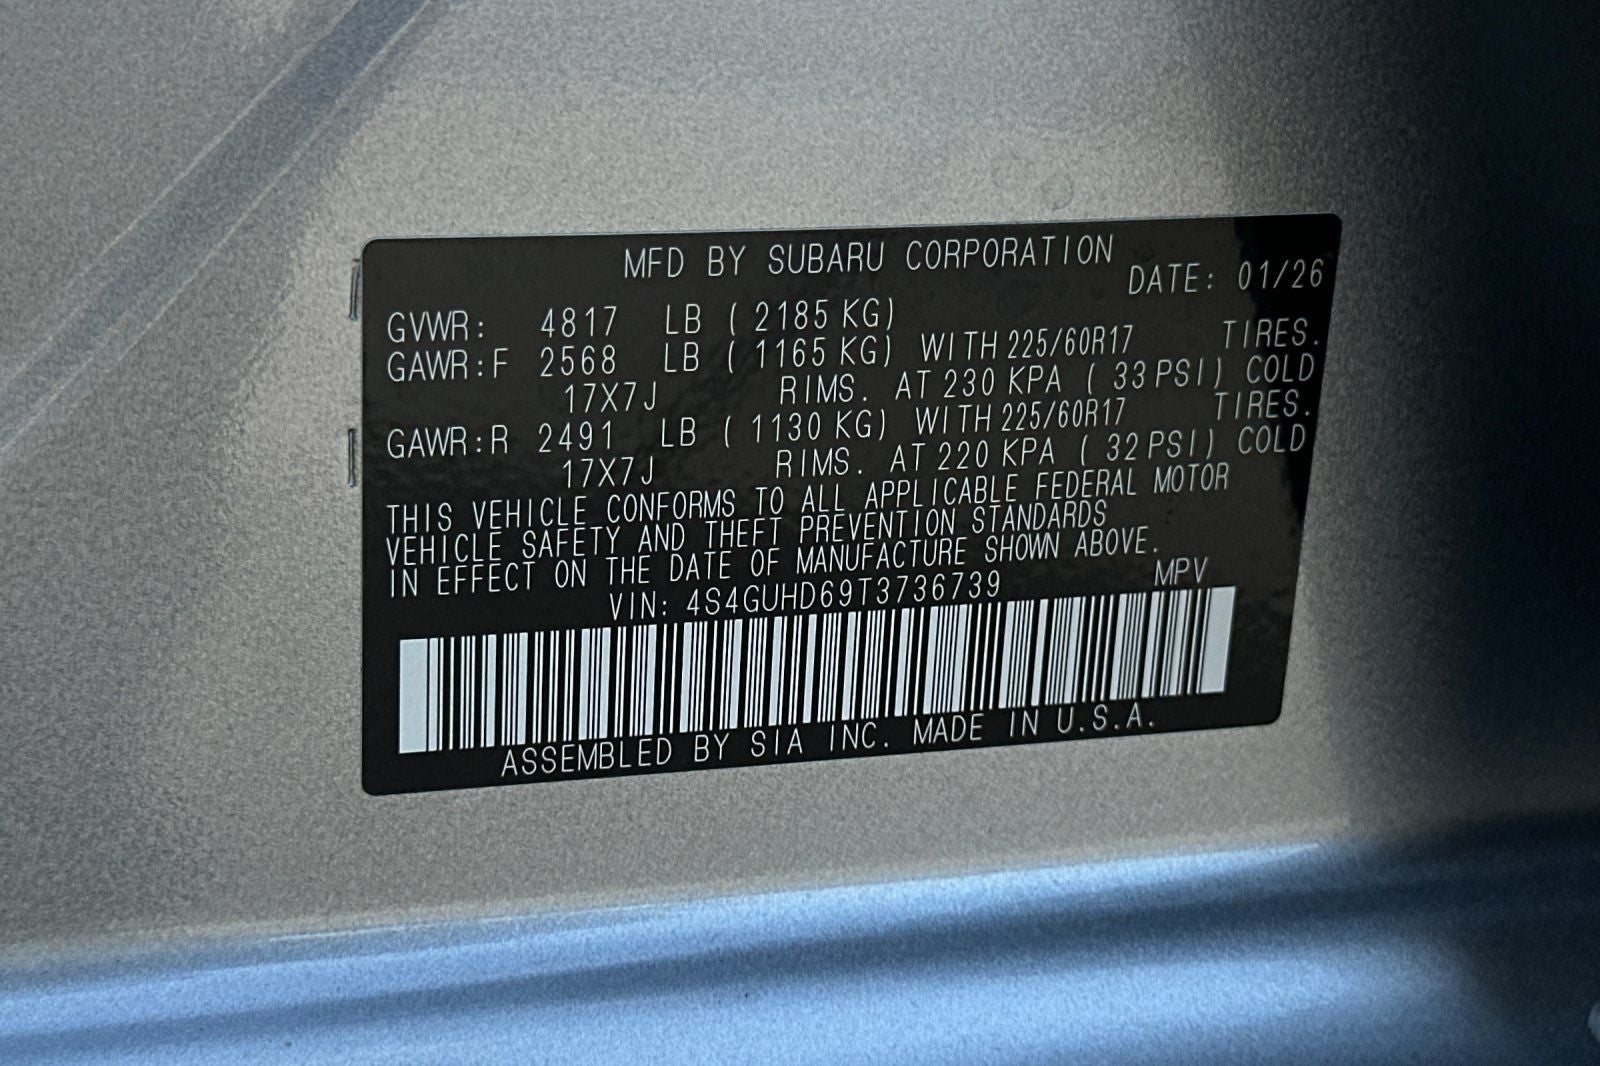 MFD BY SUBARU CORPORATION
DATE: 01/26
GVWR: 4817 LB ( 2185 KG)
GAWR:F 2568 LB ( 1165 KG) WITH 225/60R17 TIRES.
17X7J RIMS. AT 230 KPA ( 33 PSI) COLD
GAWR:R 2491 LB ( 1130 KG) WITH 225/60R17 TIRES.
17X7J RIMS. AT 220 KPA ( 32 PSI) COLD
THIS VEHICLE CONFORMS TO ALL APPLICABLE FEDERAL MOTOR
VEHICLE SAFETY AND THEFT PREVENTION STANDARDS
IN EFFECT ON THE DATE OF MANUFACTURE SHOWN ABOVE.
VIN: 4S4GUHD69T3736739 MPV
ASSEMBLED BY SIA INC. MADE IN U.S.A.